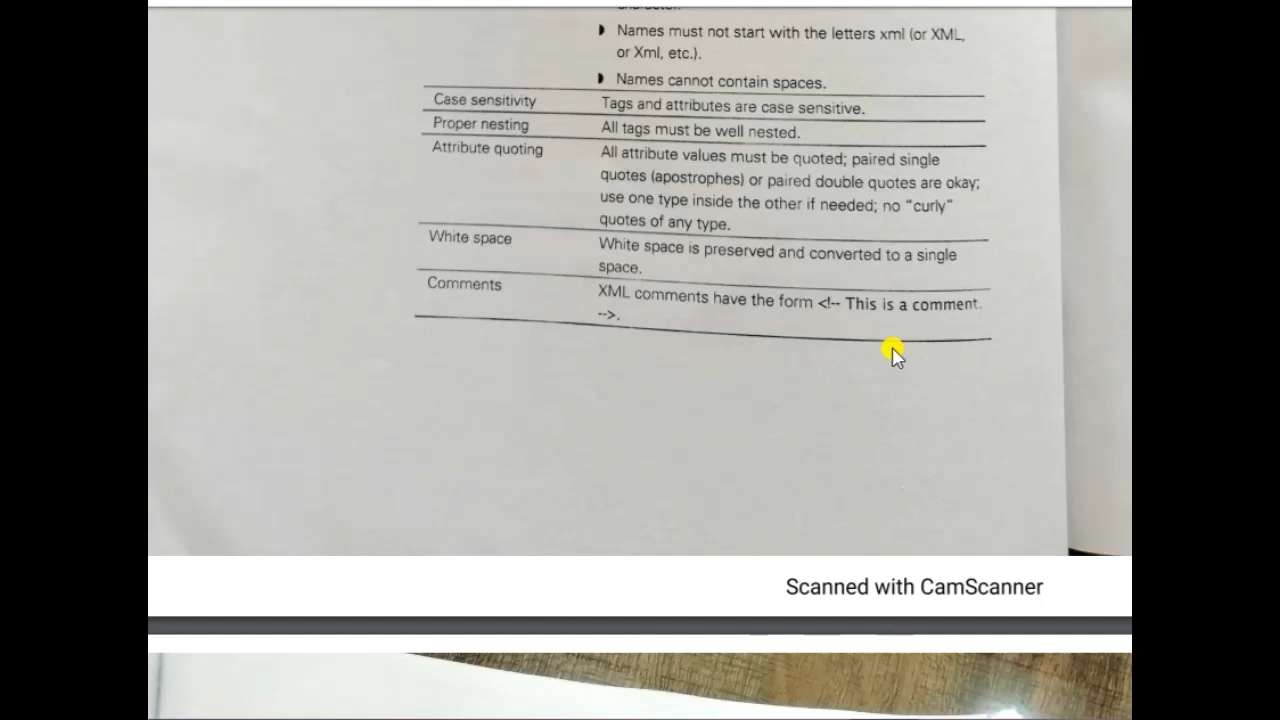 Names must not start with the letters xml (or XML,
or Xml, etc.).
Names cannot contain spaces.
Case sensitivity Tags and attributes are case sensitive.
Proper nesting All tags must be well nested.
Attribute quoting All attribute values must be quoted; paired single
quotes (apostrophes) or paired double quotes are okay;
use one type inside the other if needed; no “curly”
quotes of any type.
White space White space is preserved and converted to a single
space.
Comments XML comments have the form <!-- This is a comment.
-->.
Scanned with CamScanner